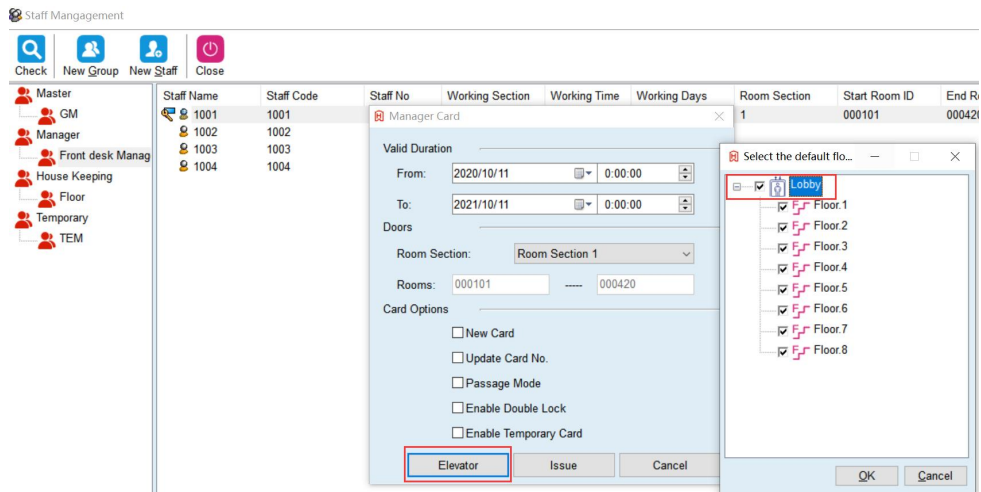 Staff Mangagement
Check New Group New Staff Close
Master
GM
Manager
Front desk Manag
House Keeping
Floor
Temporary
TEM
Staff Name Staff Code Staff No Working Section Working Time Working Days Room Section Start Room ID End R
1001 1001 1 000101 00042
1002 1002
1003 1003
1004 1004
Manager Card
Valid Duration
From: 2020/10/11 0:00:00
To: 2021/10/11 0:00:00
Doors
Room Section: Room Section 1
Rooms: 000101 ----- 000420
Card Options
New Card
Update Card No.
Passage Mode
Enable Double Lock
Enable Temporary Card
Elevator Issue Cancel
Select the default flo...
Lobby
Floor.1
Floor.2
Floor.3
Floor.4
Floor.5
Floor.6
Floor.7
Floor.8
OK Cancel